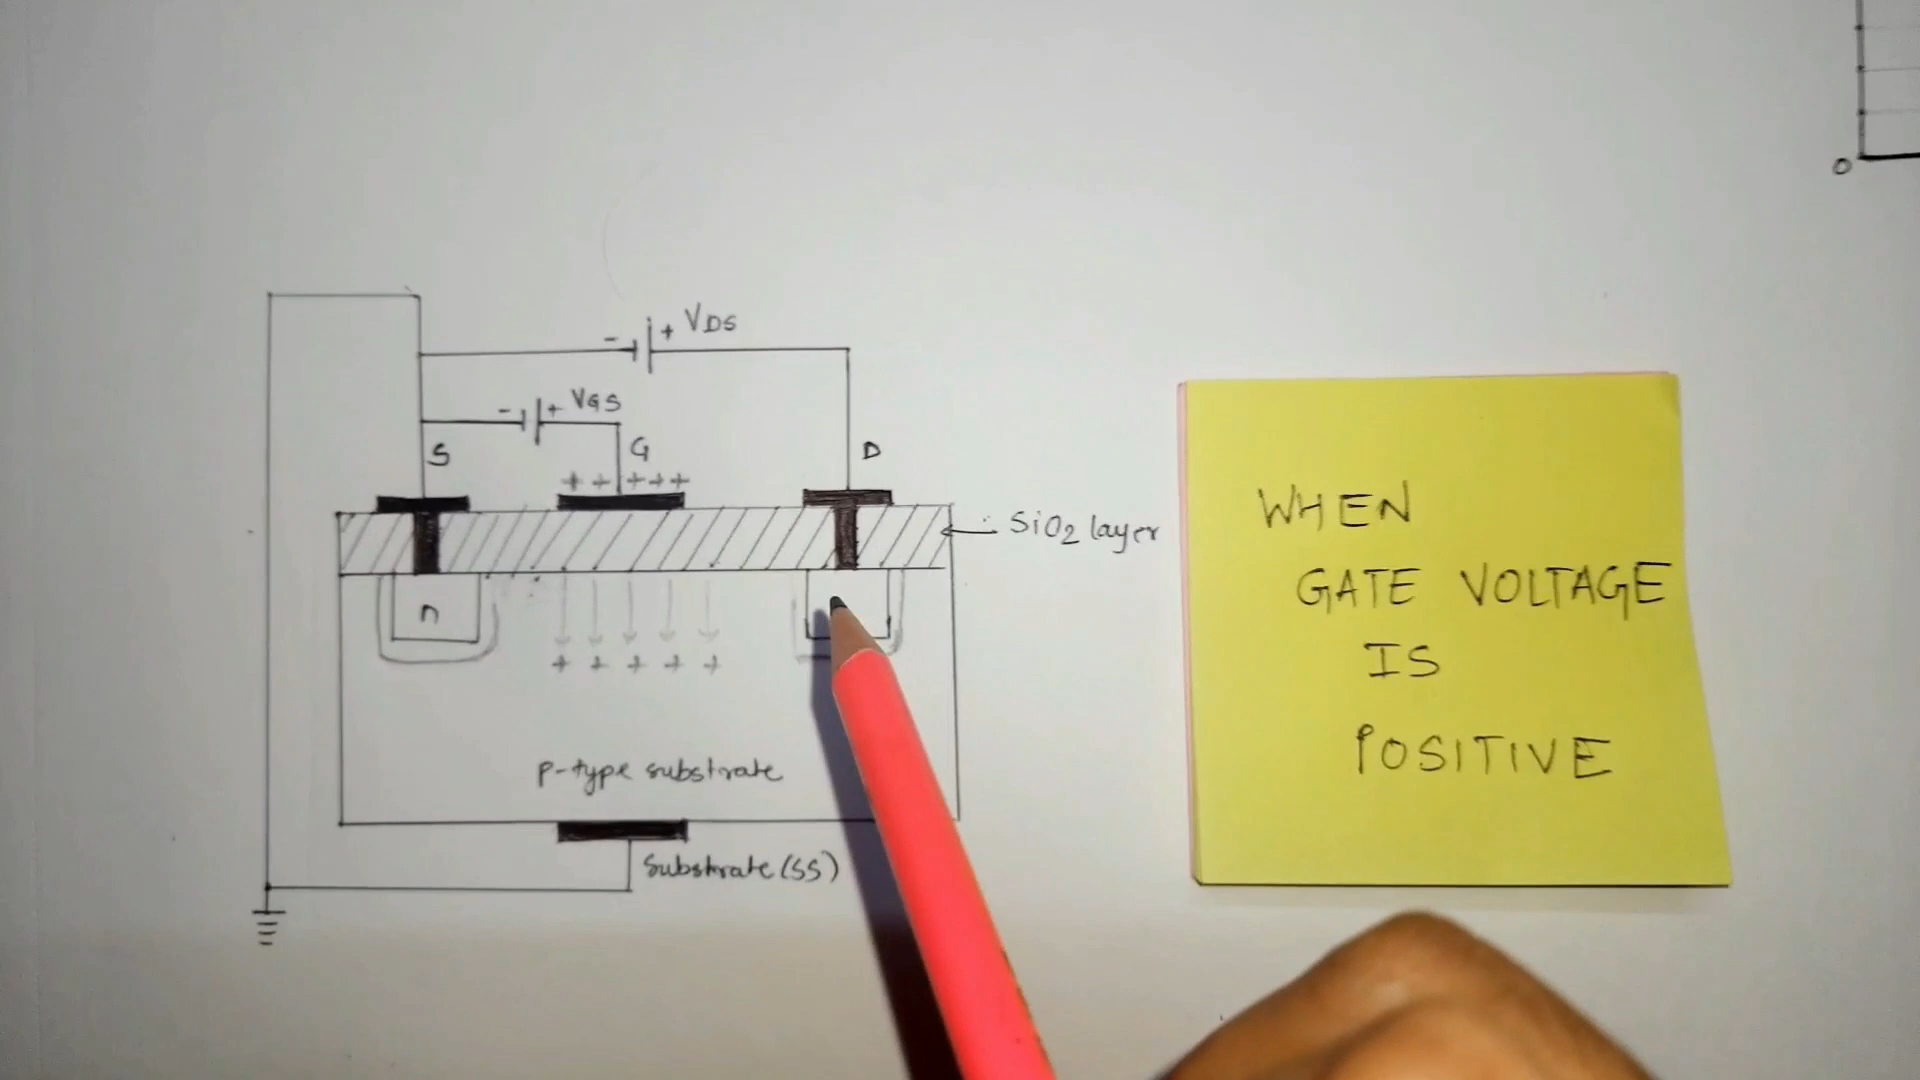 0
- + VDS
- + VGS
S G D
+ + + + +
SiO2 layer
n
+ + + + +
p-type substrate
Substrate (SS)
WHEN
GATE VOLTAGE
IS
POSITIVE